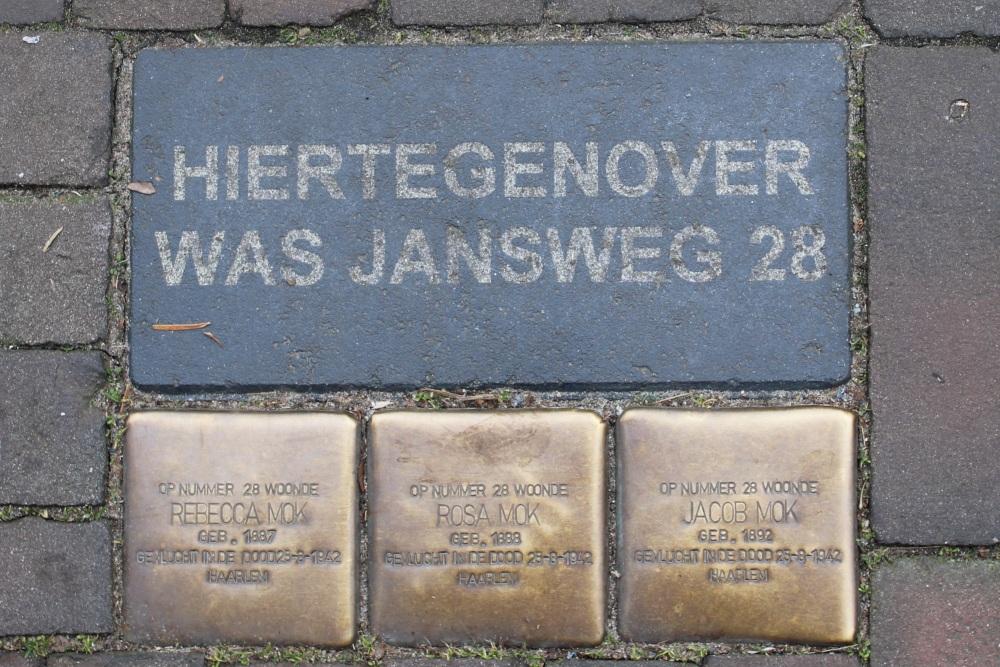 HIERTEGENOVER
WAS JANSWEG 28
OP NUMMER 28 WOONDE
REBECCA MOK
GEB. 1887
GEVLUCHT IN DE DOOD 25-8-1942
HAARLEM
OP NUMMER 28 WOONDE
ROSA MOK
GEB. 1888
GEVLUCHT IN DE DOOD 25-8-1942
HAARLEM
OP NUMMER 28 WOONDE
JACOB MOK
GEB. 1892
GEVLUCHT IN DE DOOD 25-8-1942
HAARLEM